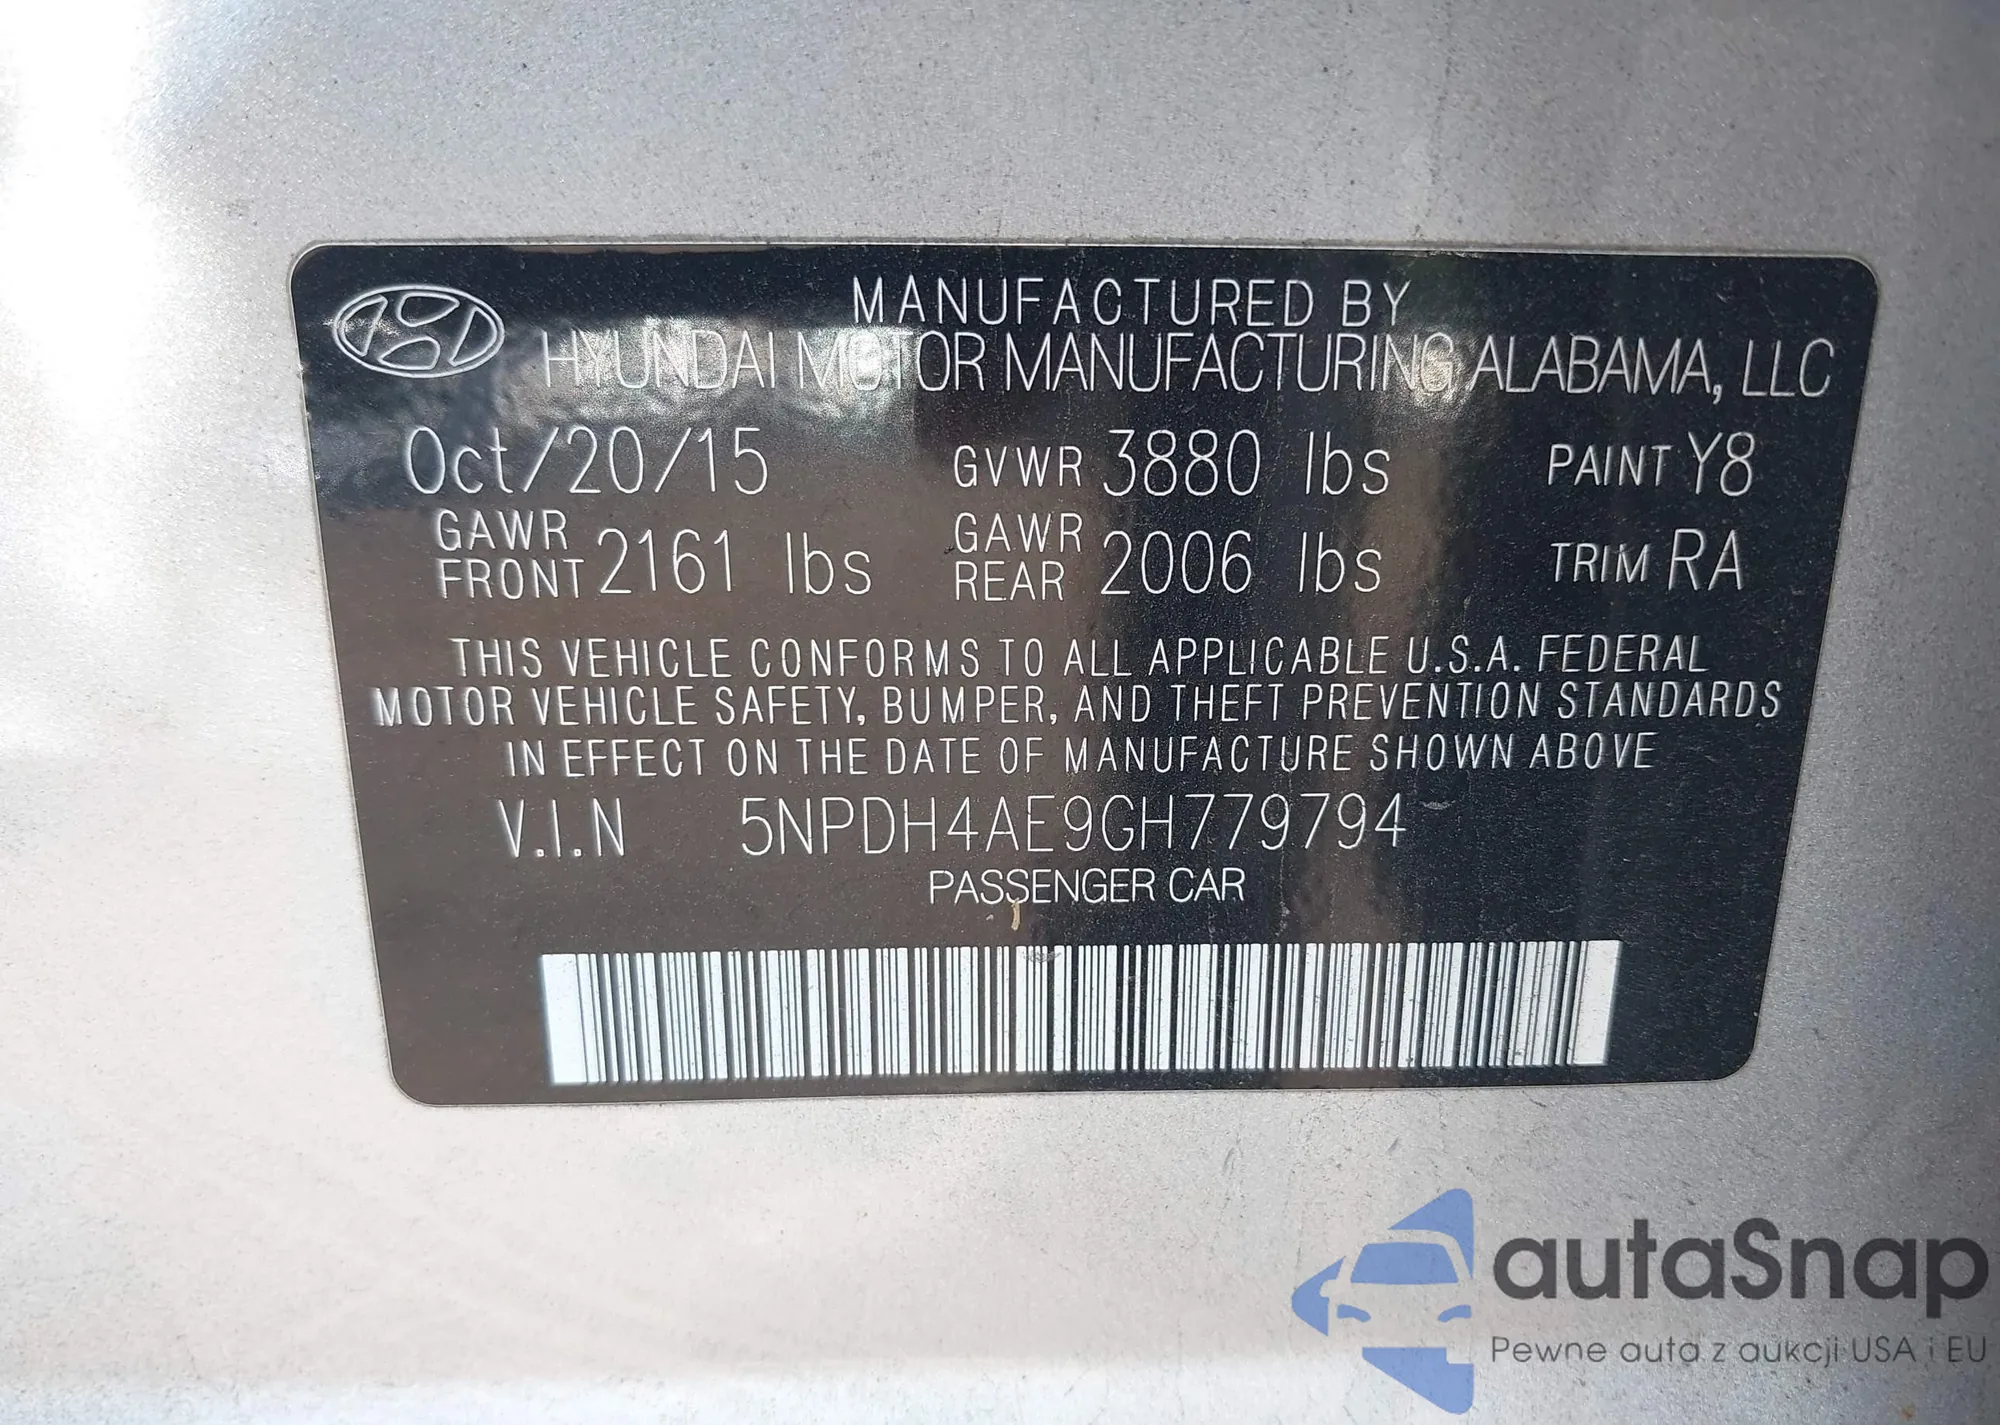 MANUFACTURED BY
HYUNDAI MOTOR MANUFACTURING ALABAMA, LLC
Oct/20/15 GVWR 3880 lbs PAINT Y8
GAWR FRONT 2161 lbs GAWR REAR 2006 lbs TRIM RA
THIS VEHICLE CONFORMS TO ALL APPLICABLE U.S.A. FEDERAL
MOTOR VEHICLE SAFETY, BUMPER, AND THEFT PREVENTION STANDARDS
IN EFFECT ON THE DATE OF MANUFACTURE SHOWN ABOVE
V.I.N 5NPDH4AE9GH779794
PASSENGER CAR
autaSnap
Pewne auta z aukcji USA i EU